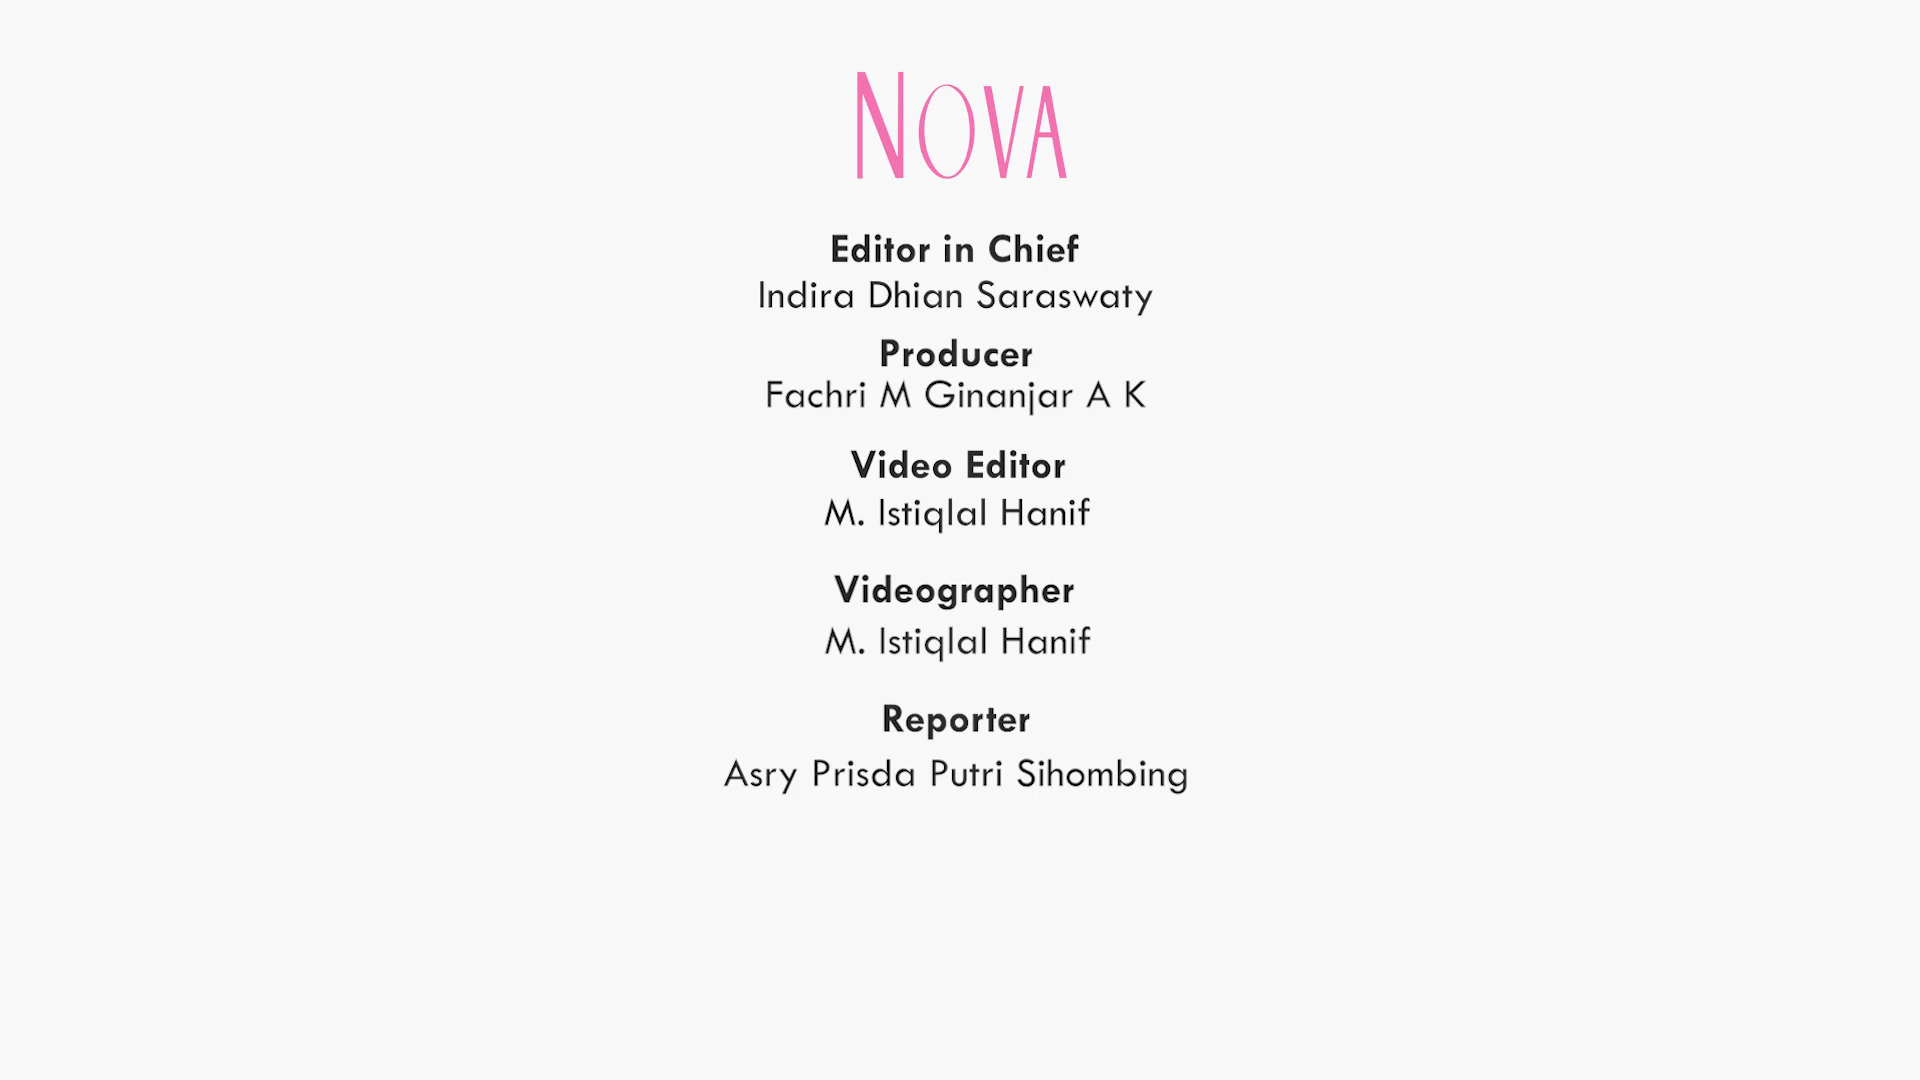 NOVA
Editor in Chief
Indira Dhian Saraswaty
Producer
Fachri M Ginanjar A K
Video Editor
M. Istiqlal Hanif
Videographer
M. Istiqlal Hanif
Reporter
Asry Prisda Putri Sihombing